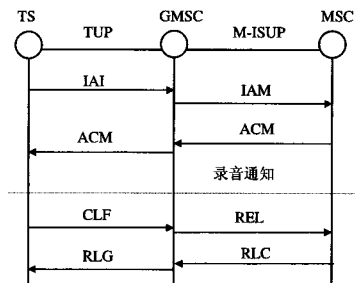 TS GMSC MSC
TUP M-ISUP
IAI
IAM
ACM
ACM
录音通知
CLF
REL
RLG
RLC